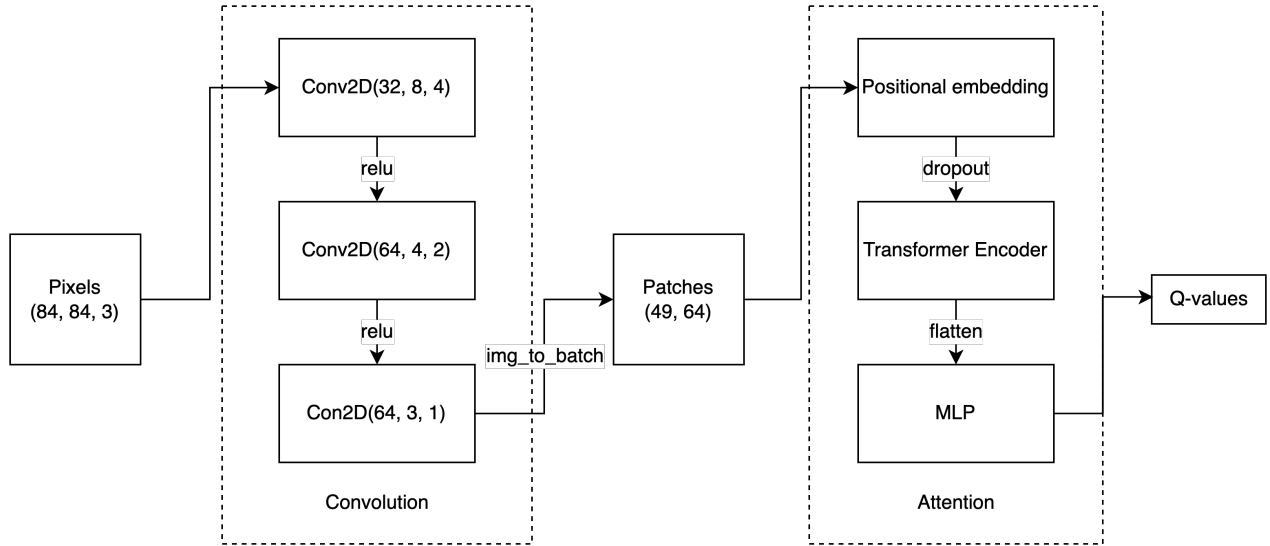 Pixels
(84, 84, 3)
Conv2D(32, 8, 4)
relu
Conv2D(64, 4, 2)
relu
Con2D(64, 3, 1)
Convolution
img_to_batch
Patches
(49, 64)
Positional embedding
dropout
Transformer Encoder
flatten
MLP
Attention
Q-values